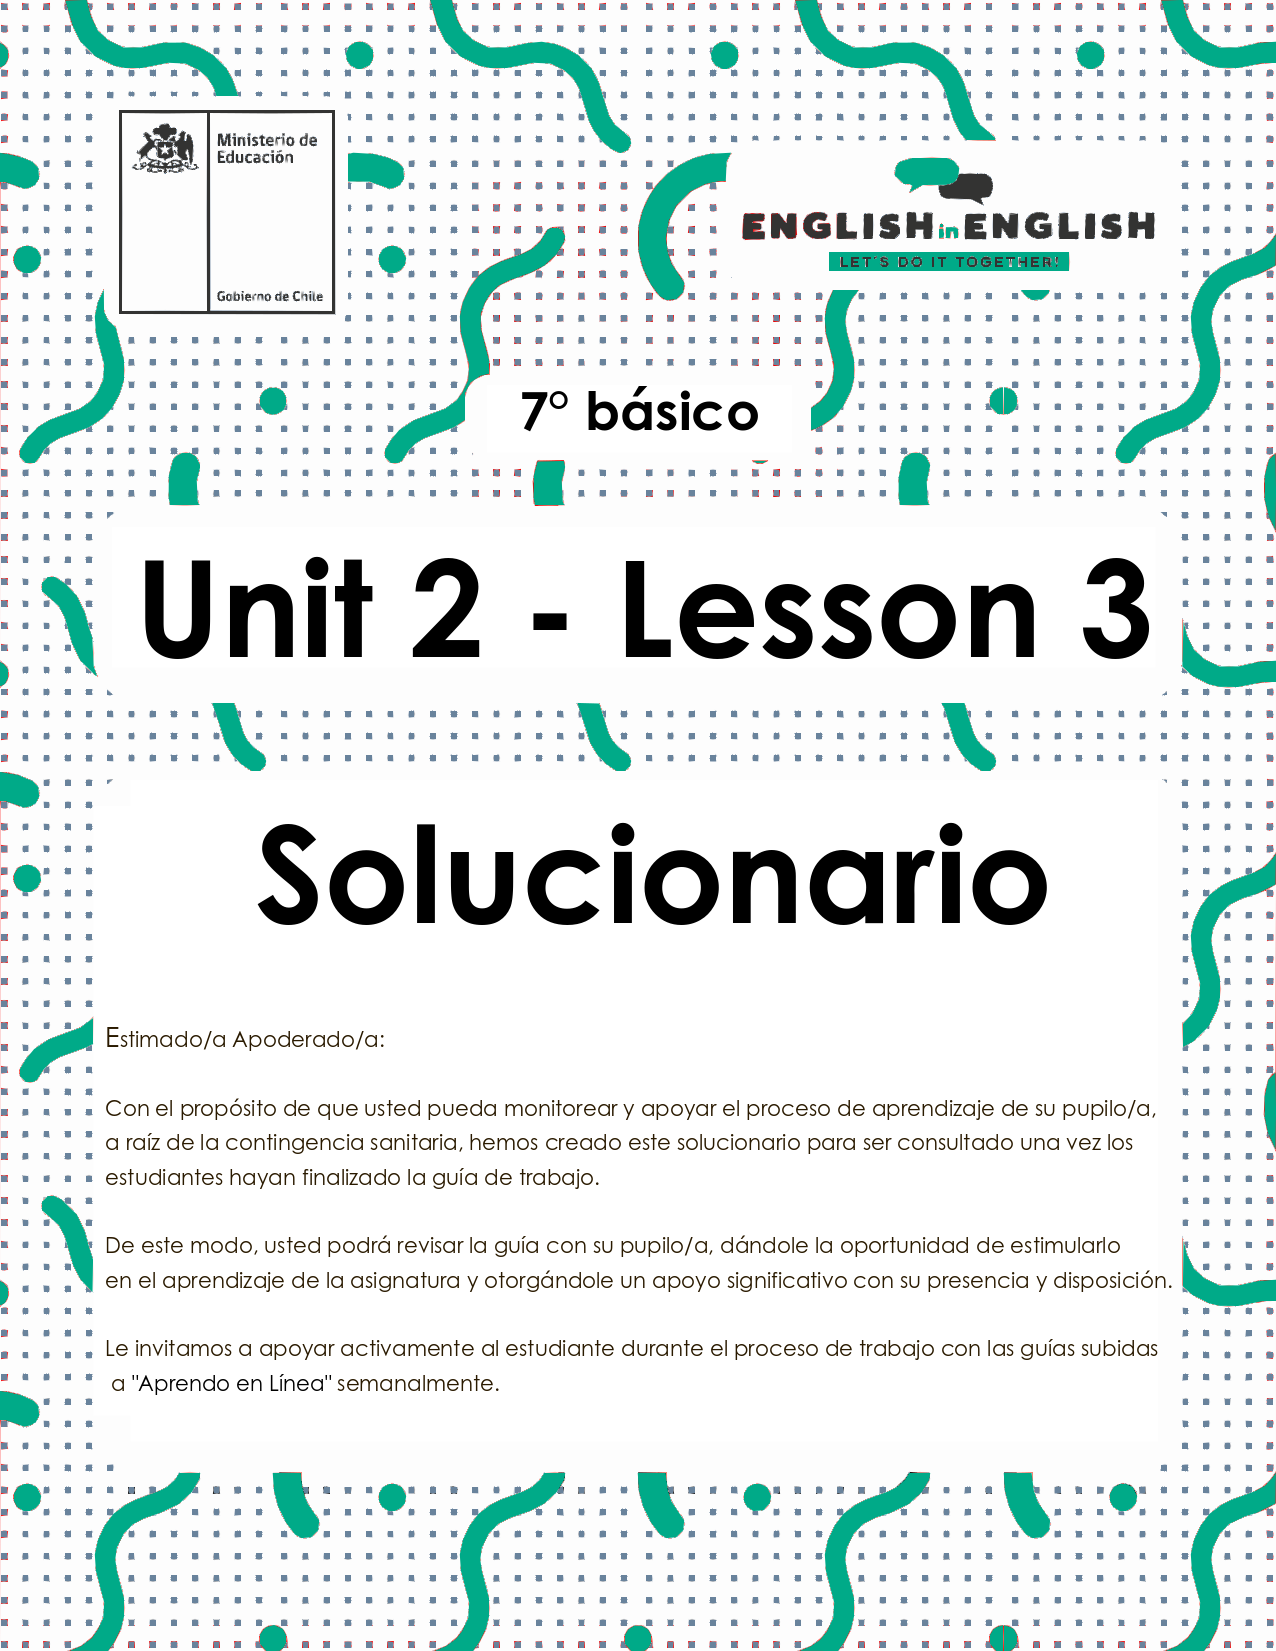 Ministerio de
Educación
Gobierno de Chile
ENGLISH in ENGLISH
LET'S DO IT TOGETHER!
7° básico
Unit 2 - Lesson 3
Solucionario
Estimado/a Apoderado/a:
Con el propósito de que usted pueda monitorear y apoyar el proceso de aprendizaje de su pupilo/a,
a raíz de la contingencia sanitaria, hemos creado este solucionario para ser consultado una vez los
estudiantes hayan finalizado la guía de trabajo.
De este modo, usted podrá revisar la guía con su pupilo/a, dándole la oportunidad de estimularlo
en el aprendizaje de la asignatura y otorgándole un apoyo significativo con su presencia y disposición.
Le invitamos a apoyar activamente al estudiante durante el proceso de trabajo con las guías subidas
a "Aprendo en Línea" semanalmente.